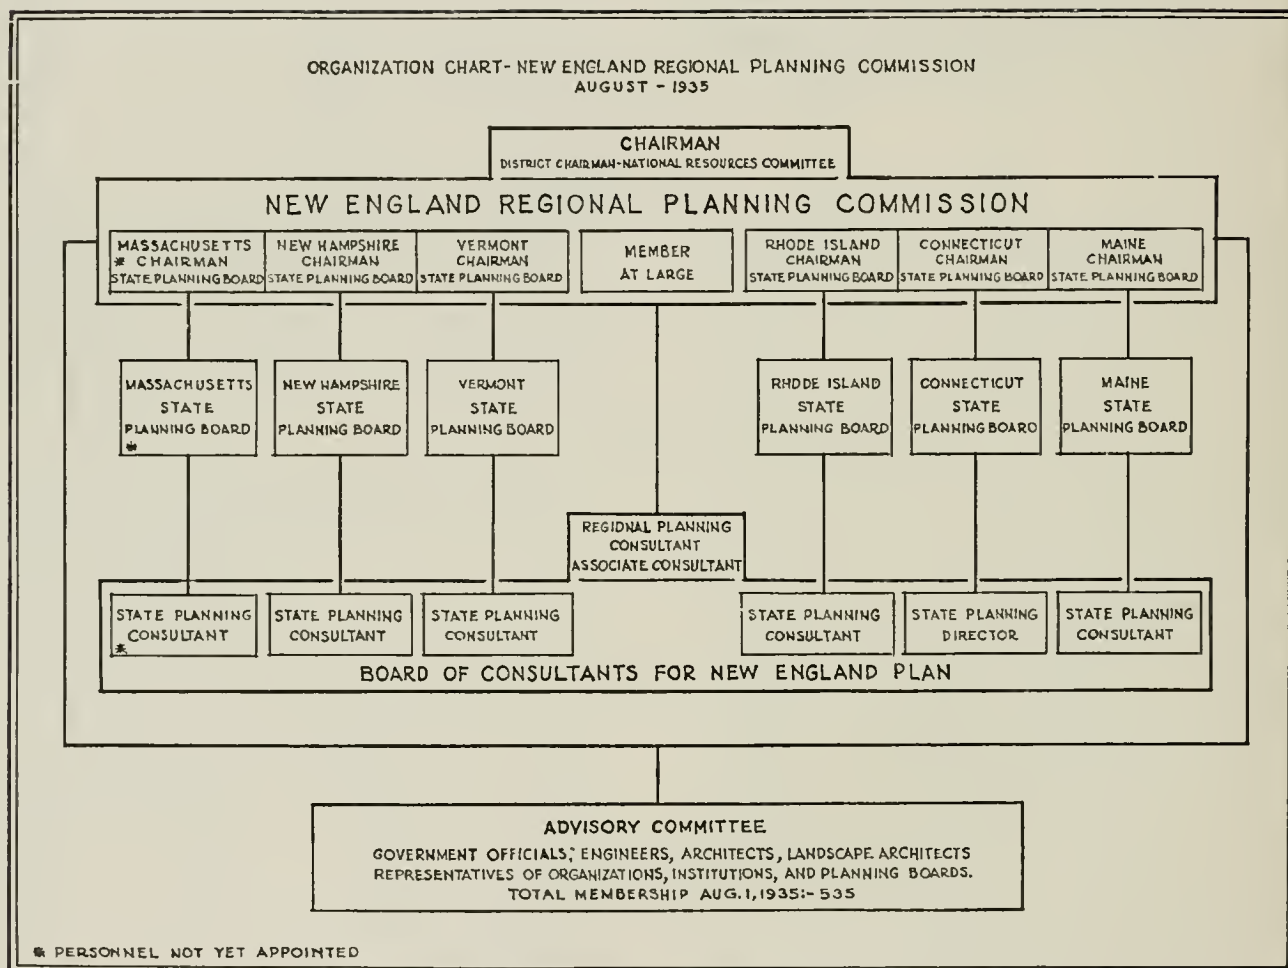 ORGANIZATION CHART- NEW ENGLAND REGIONAL PLANNING COMMISSION
AUGUST - 1935
CHAIRMAN
DISTRICT CHAIRMAN-NATIONAL RESOURCES COMMITTEE
NEW ENGLAND REGIONAL PLANNING COMMISSION
MASSACHUSETTS
* CHAIRMAN
STATE PLANNING BOARD
NEW HAMPSHIRE
CHAIRMAN
STATE PLANNING BOARD
VERMONT
CHAIRMAN
STATE PLANNING BOARD
MEMBER
AT LARGE
RHODE ISLAND
CHAIRMAN
STATE PLANNING BOARD
CONNECTICUT
CHAIRMAN
STATE PLANNING BOARD
MAINE
CHAIRMAN
STATE PLANNING BOARD
MASSACHUSETTS
STATE
PLANNING BOARD
*
NEW HAMPSHIRE
STATE
PLANNING BOARD
VERMONT
STATE
PLANNING BOARD
RHODE ISLAND
STATE
PLANNING BOARD
CONNECTICUT
STATE
PLANNING BOARD
MAINE
STATE
PLANNING BOARD
REGIONAL PLANNING
CONSULTANT
ASSOCIATE CONSULTANT
STATE PLANNING
CONSULTANT
*
STATE PLANNING
CONSULTANT
STATE PLANNING
CONSULTANT
STATE PLANNING
CONSULTANT
STATE PLANNING
DIRECTOR
STATE PLANNING
CONSULTANT
BOARD OF CONSULTANTS FOR NEW ENGLAND PLAN
ADVISORY COMMITTEE
GOVERNMENT OFFICIALS; ENGINEERS, ARCHITECTS, LANDSCAPE ARCHITECTS
REPRESENTATIVES OF ORGANIZATIONS, INSTITUTIONS, AND PLANNING BOARDS.
TOTAL MEMBERSHIP AUG. 1, 1935:- 535
* PERSONNEL NOT YET APPOINTED